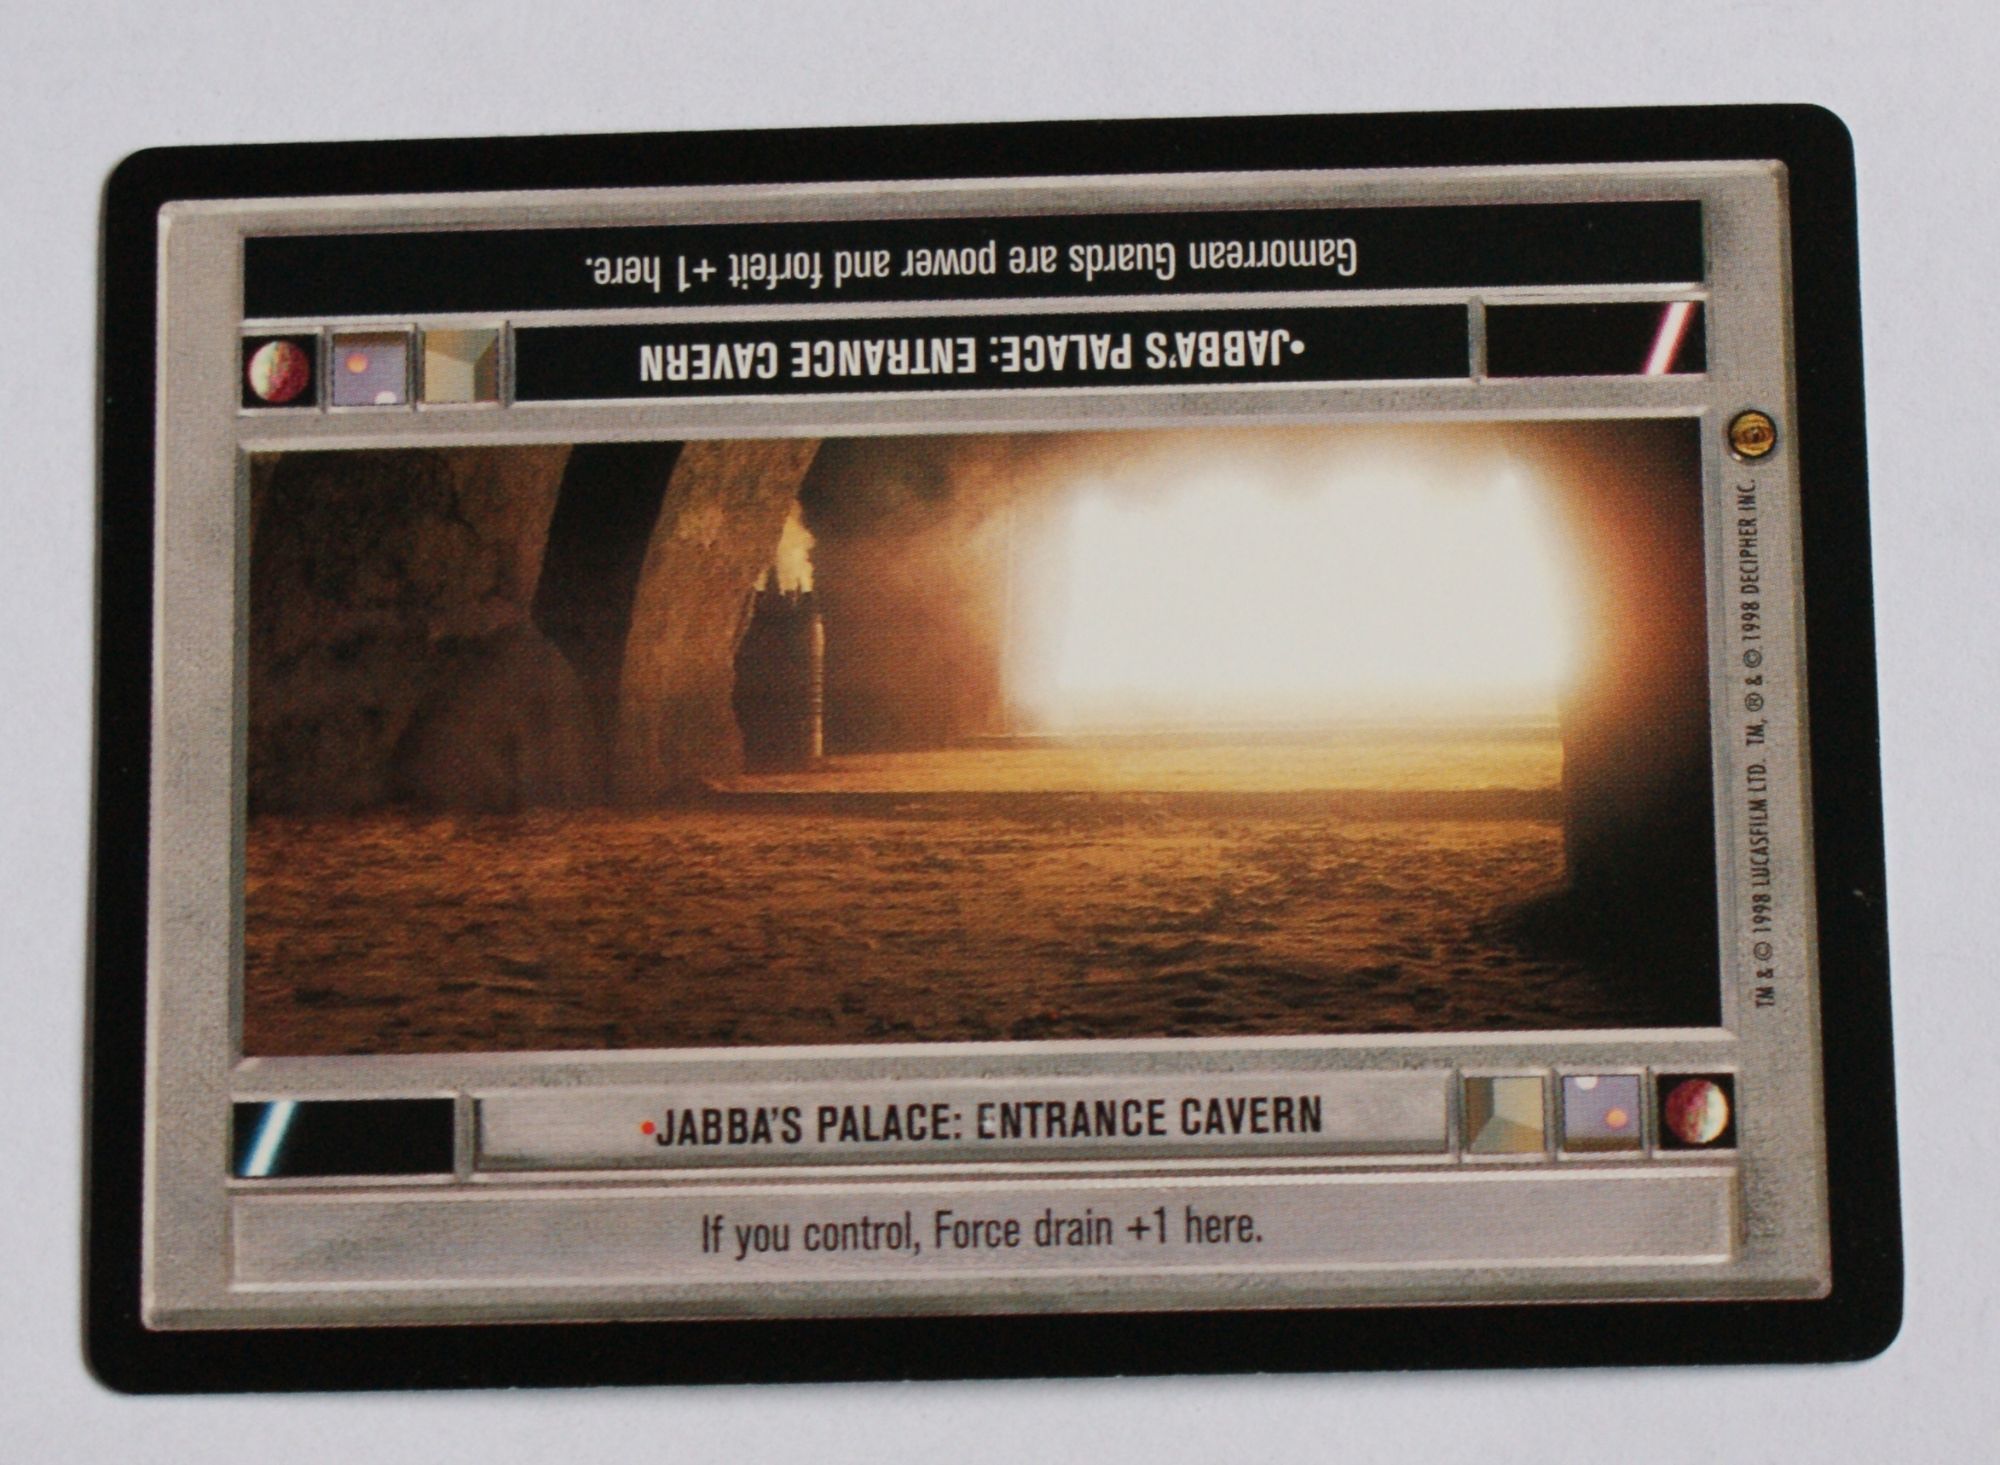 Gamorrean Guards are power and forfeit +1 here.
•JABBA'S PALACE: ENTRANCE CAVERN
TM & © 1998 LUCASFILM LTD. TM, ® & © 1998 DECIPHER INC.
•JABBA'S PALACE: ENTRANCE CAVERN
If you control, Force drain +1 here.